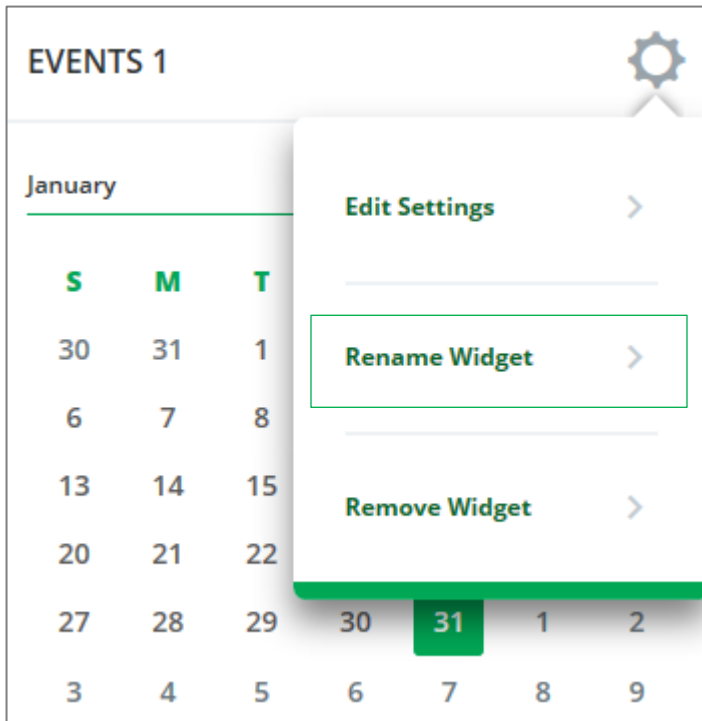 EVENTS 1
January
Edit Settings
S M T
Rename Widget
30 31 1
6 7 8
13 14 15
Remove Widget
20 21 22
27 28 29 30 31 1 2
3 4 5 6 7 8 9